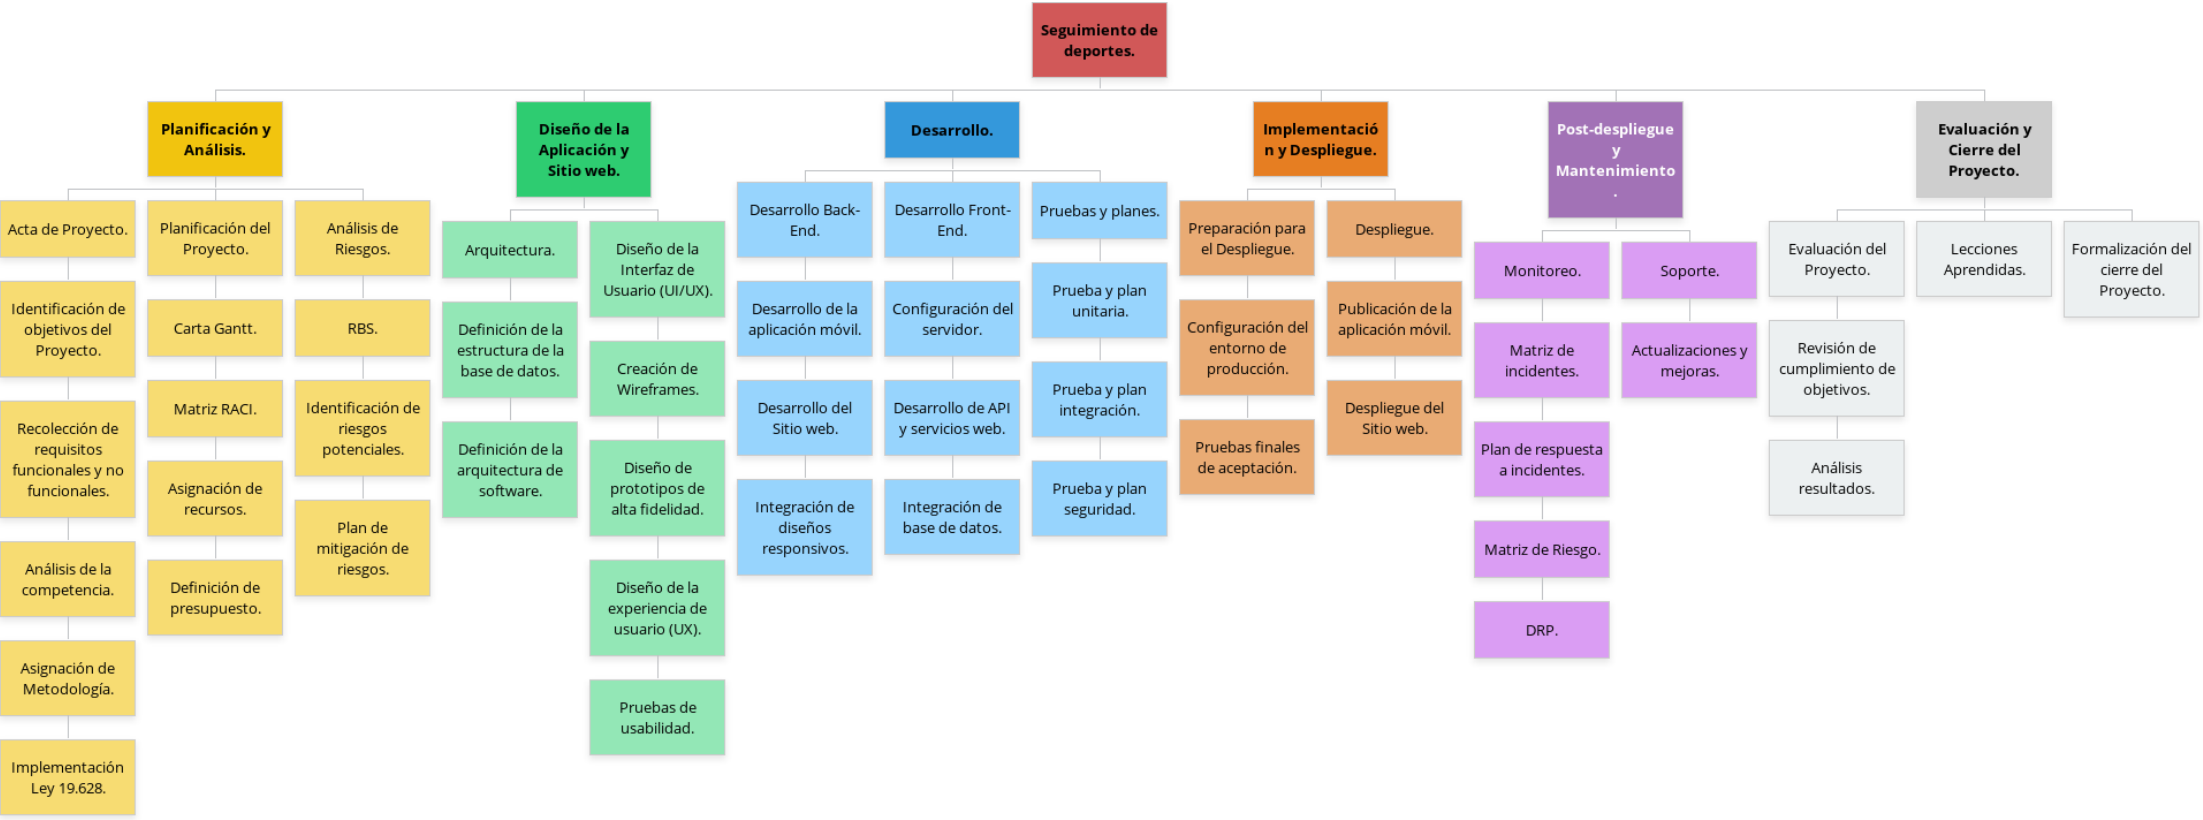 Seguimiento de
deportes.
Planificación y
Análisis.
Acta de Proyecto.
Identificación de
objetivos del
Proyecto.
Recolección de
requisitos
funcionales y no
funcionales.
Análisis de la
competencia.
Asignación de
Metodología.
Implementación
Ley 19.628.
Planificación del
Proyecto.
Carta Gantt.
Matriz RACI.
Asignación de
recursos.
Definición de
presupuesto.
Análisis de
Riesgos.
RBS.
Identificación de
riesgos
potenciales.
Plan de
mitigación de
riesgos.
Diseño de la
Aplicación y
Sitio web.
Arquitectura.
Definición de la
estructura de la
base de datos.
Definición de la
arquitectura de
software.
Diseño de la
Interfaz de
Usuario (UI/UX).
Creación de
Wireframes.
Diseño de
prototipos de
alta fidelidad.
Diseño de la
experiencia de
usuario (UX).
Pruebas de
usabilidad.
Desarrollo.
Desarrollo Back-
End.
Desarrollo de la
aplicación móvil.
Desarrollo del
Sitio web.
Integración de
diseños
responsivos.
Desarrollo Front-
End.
Configuración del
servidor.
Desarrollo de API
y servicios web.
Integración de
base de datos.
Pruebas y planes.
Prueba y plan
unitaria.
Prueba y plan
integración.
Prueba y plan
seguridad.
Implementació
n y Despliegue.
Preparación para
el Despliegue.
Configuración del
entorno de
producción.
Pruebas finales
de aceptación.
Despliegue.
Publicación de la
aplicación móvil.
Despliegue del
Sitio web.
Post-despliegue
y
Mantenimiento
.
Monitoreo.
Matriz de
incidentes.
Plan de respuesta
a incidentes.
Matriz de Riesgo.
DRP.
Soporte.
Actualizaciones y
mejoras.
Evaluación y
Cierre del
Proyecto.
Evaluación del
Proyecto.
Revisión de
cumplimiento de
objetivos.
Análisis
resultados.
Lecciones
Aprendidas.
Formalización del
cierre del
Proyecto.